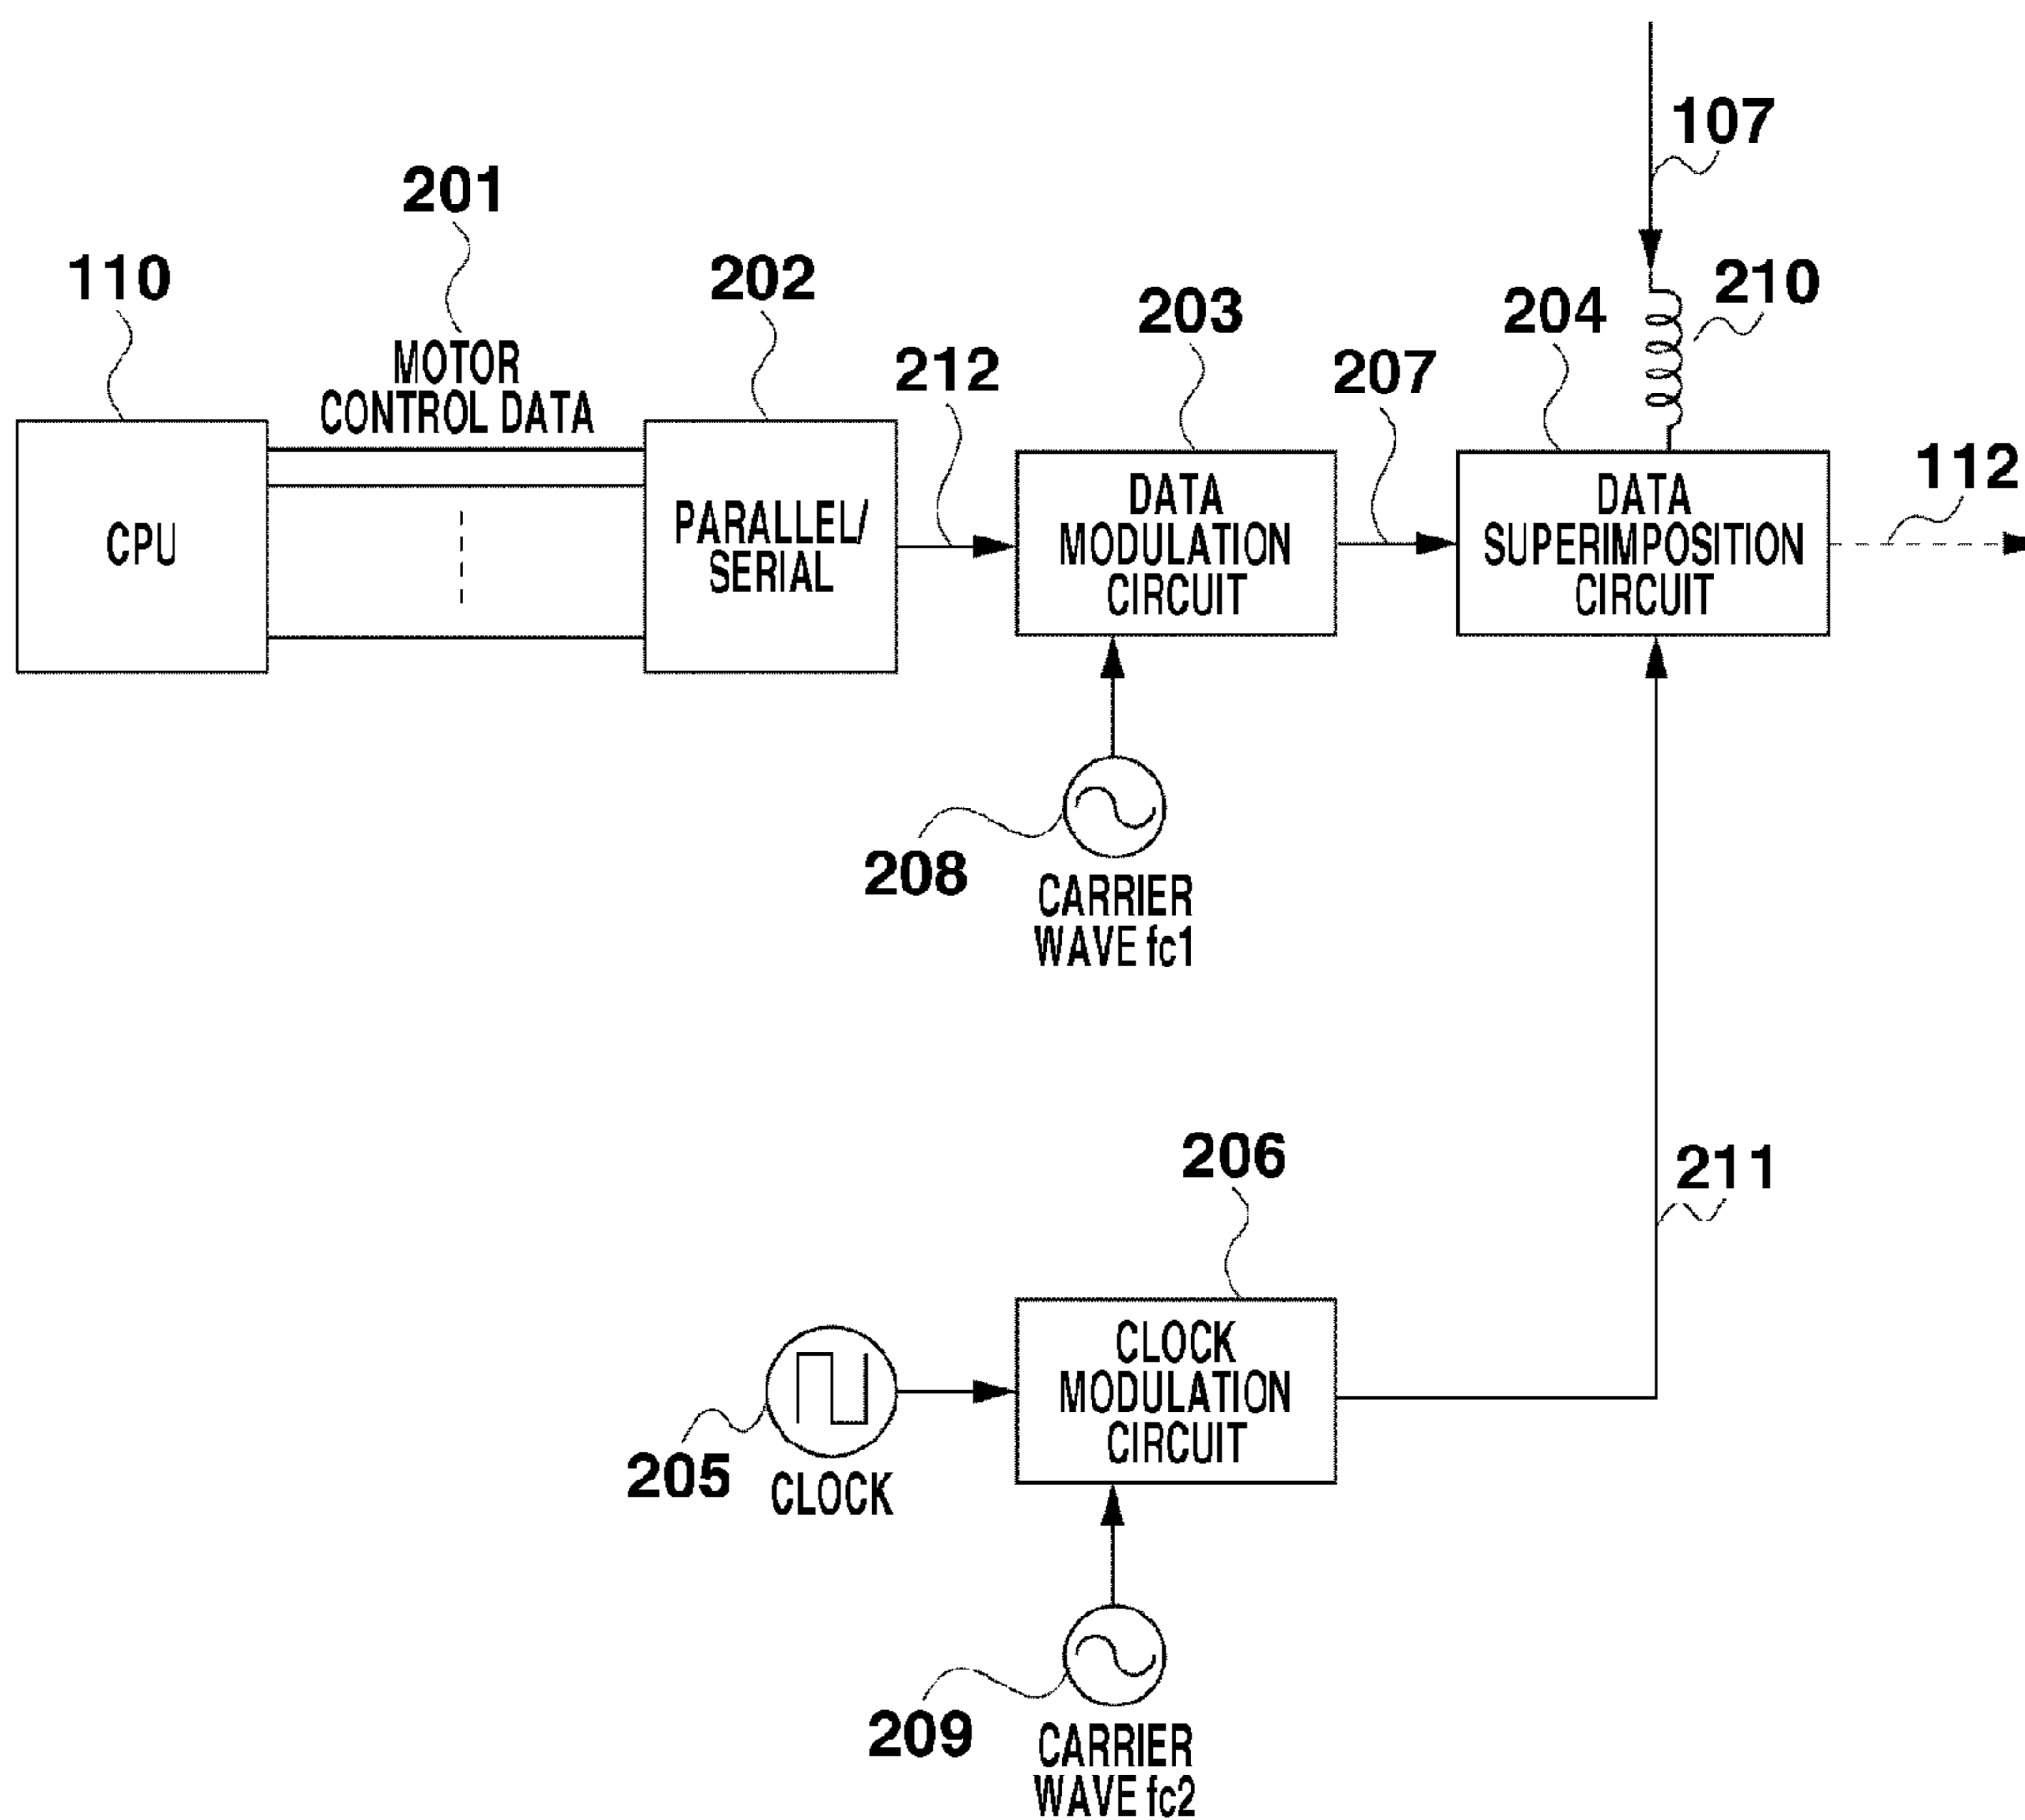 107
201
110
202
203
204
210
MOTOR
CONTROL DATA
212
207
112
CPU
PARALLEL/
SERIAL
DATA
MODULATION
CIRCUIT
DATA
SUPERIMPOSITION
CIRCUIT
208
CARRIER
WAVE fc1
206
211
205
CLOCK
CLOCK
MODULATION
CIRCUIT
209
CARRIER
WAVE fc2